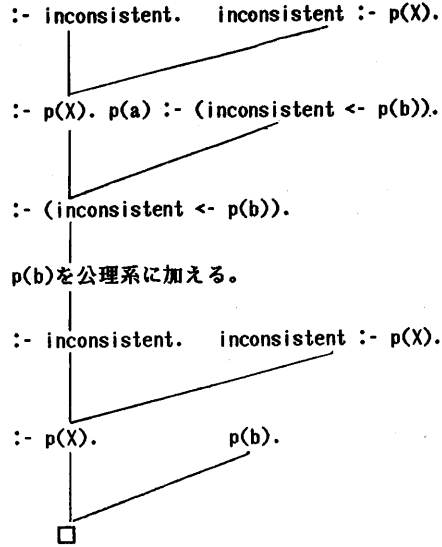 :- inconsistent. inconsistent :- p(X).
:- p(X). p(a) :- (inconsistent <- p(b)).
:- (inconsistent <- p(b)).
p(b)を公理系に加える。
:- inconsistent. inconsistent :- p(X).
:- p(X). p(b).